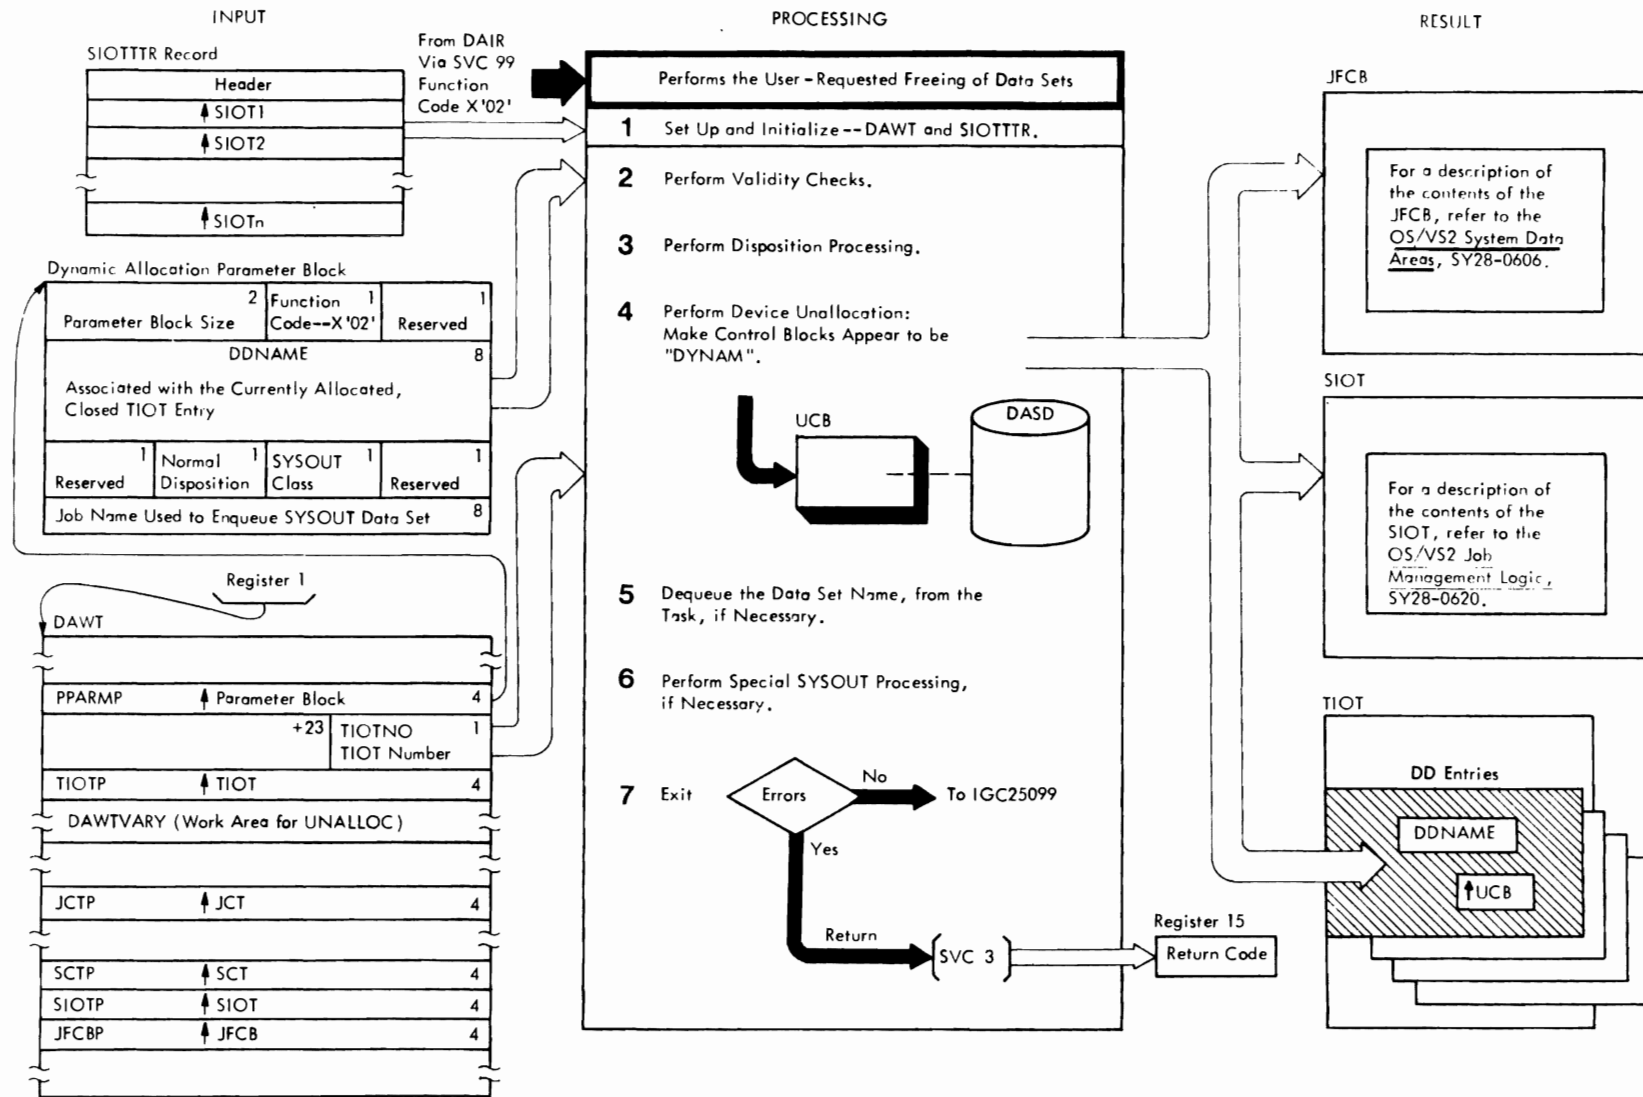 INPUT
SIOTTTR Record
Header
SIOT1
SIOT2
SIOTn
From DAIR
Via SVC 99
Function
Code X'02'
Dynamic Allocation Parameter Block
2
Parameter Block Size
Function 1
Code--X'02'
1
Reserved
DDNAME 8
Associated with the Currently Allocated,
Closed TIOT Entry
1
Reserved
Normal 1
Disposition
SYSOUT 1
Class
1
Reserved
Job Name Used to Enqueue SYSOUT Data Set 8
Register 1
DAWT
PPARMP Parameter Block 4
+23
TIOTNO 1
TIOT Number
TIOTP TIOT 4
DAWTVARY (Work Area for UNALLOC)
JCTP JCT 4
SCTP SCT 4
SIOTP SIOT 4
JFCBP JFCB 4
PROCESSING
Performs the User-Requested Freeing of Data Sets
1 Set Up and Initialize--DAWT and SIOTTTR.
2 Perform Validity Checks.
3 Perform Disposition Processing.
4 Perform Device Unallocation:
Make Control Blocks Appear to be
"DYNAM".
UCB
DASD
5 Dequeue the Data Set Name, from the
Task, if Necessary.
6 Perform Special SYSOUT Processing,
if Necessary.
7 Exit
Errors
No
To IGC25099
Yes
Return
SVC 3
Register 15
Return Code
RESULT
JFCB
For a description of
the contents of the
JFCB, refer to the
OS/VS2 System Data
Areas, SY28-0606.
SIOT
For a description of
the contents of the
SIOT, refer to the
OS/VS2 Job
Management Logic,
SY28-0620.
TIOT
DD Entries
DDNAME
UCB